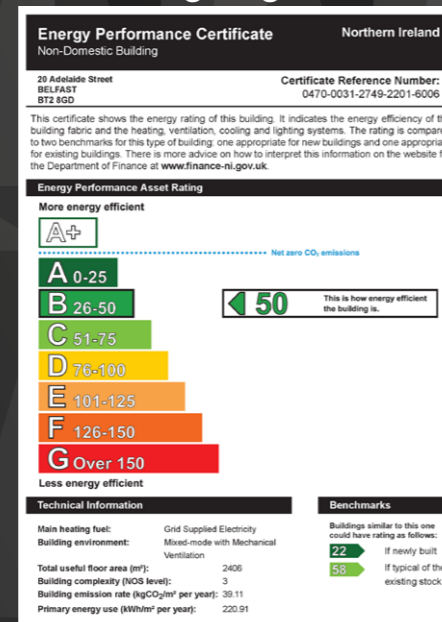 Energy Performance Certificate
Northern Ireland
Non-Domestic Building
20 Adelaide Street
BELFAST
BT2 8GD
Certificate Reference Number:
0470-0031-2749-2201-6006
This certificate shows the energy rating of this building. It indicates the energy efficiency of
building fabric and the heating, ventilation, cooling and lighting systems. The rating is
to two benchmarks for this type of building: one appropriate for new buildings and one
for existing buildings. There is more advice on how to interpret this information on the website
the Department of Finance at www.finance-ni.gov.uk.
Energy Performance Asset Rating
More energy efficient
A+
Net zero CO₂ emissions
A 0-25
B 26-50
50
This is how energy efficient
the building is.
C 51-75
D 76-100
E 101-125
F 126-150
G Over 150
Less energy efficient
Technical Information
Main heating fuel: Grid Supplied Electricity
Building environment: Mixed-mode with Mechanical
Ventilation
Total useful floor area (m²): 2406
Building complexity (NOS level): 3
Building emission rate (kgCO₂/m² per year): 39.11
Primary energy use (kWh/m² per year): 220.91
Benchmarks
Buildings similar to this one
could have rating as follows:
22 If newly built
58 If typical of the
existing stock